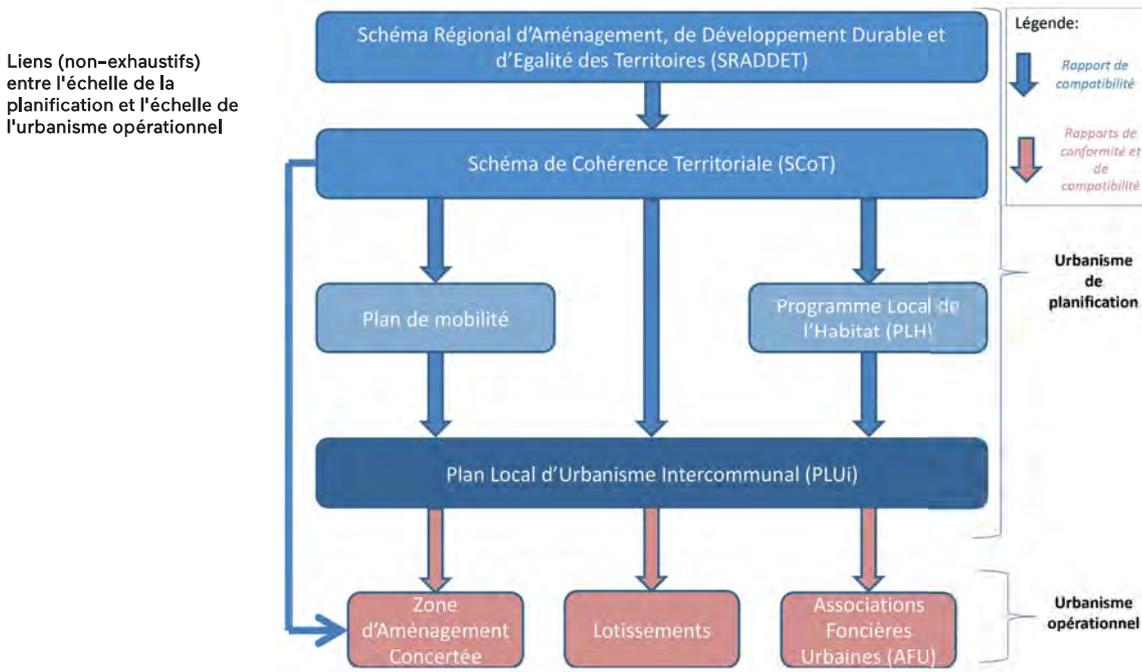 Liens (non-exhaustifs)
entre l'échelle de la
planification et l'échelle de
l'urbanisme opérationnel
Schéma Régional d'Aménagement, de Développement Durable et
d'Egalité des Territoires (SRADDET)
Légende:
Rapport de
compatibilité
Rapports de
conformité et
de
compatibilité
Schéma de Cohérence Territoriale (SCoT)
Plan de mobilité
Programme Local de
l'Habitat (PLH)
Urbanisme
de
planification
Plan Local d'Urbanisme Intercommunal (PLUi)
Zone
d'Aménagement
Concertée
Lotissements
Associations
Foncières
Urbaines (AFU)
Urbanisme
opérationnel